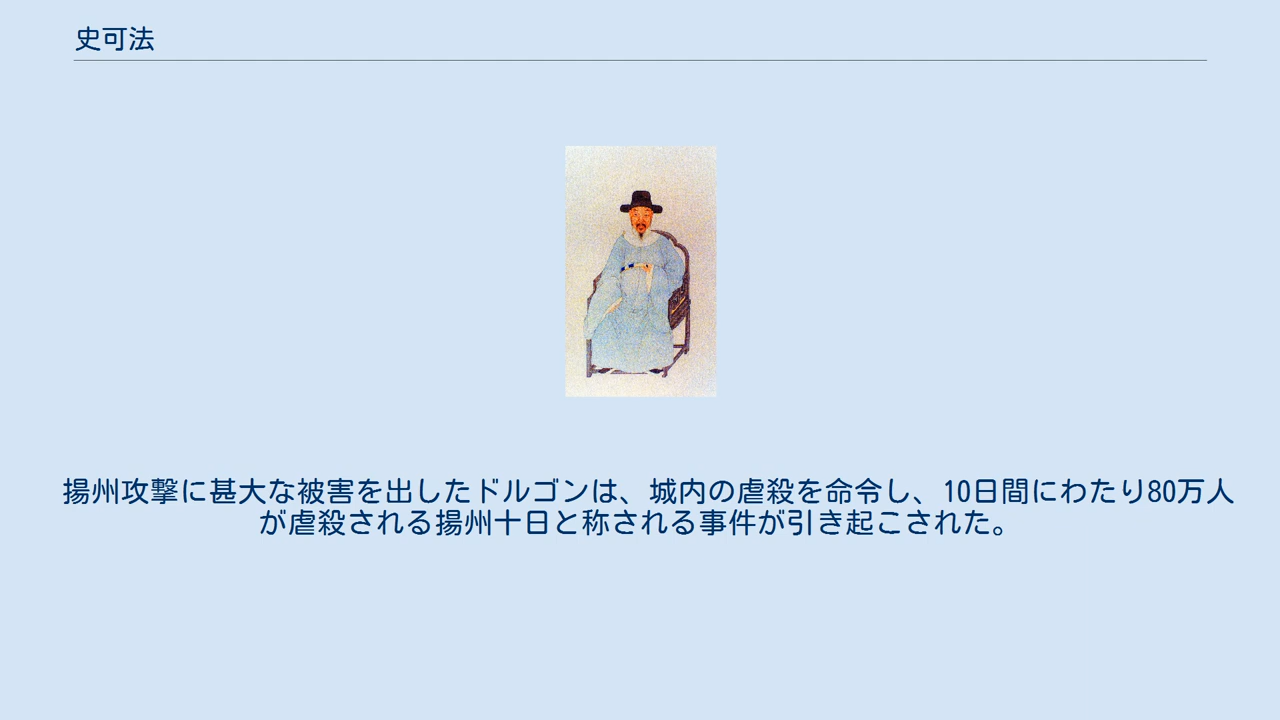 史可法
揚州攻撃に甚大な被害を出したドルゴンは、城内の虐殺を命令し、10日間にわたり80万人
が虐殺される揚州十日と称される事件が引き起こされた。